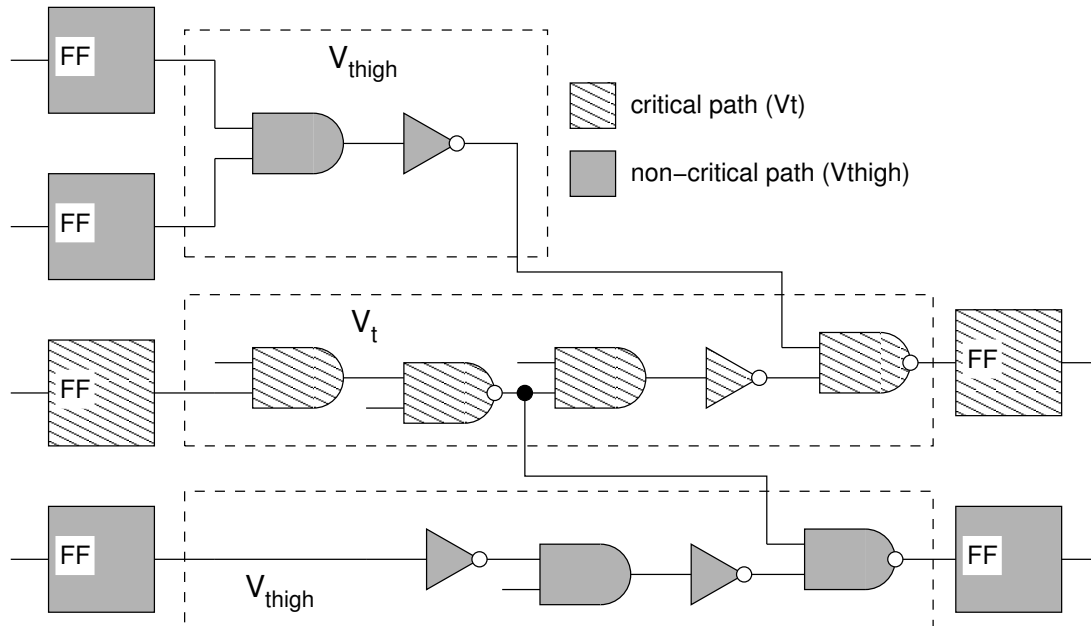 FF
V_thigh
critical path (Vt)
non−critical path (Vthigh)
FF
V_t
FF
FF
FF
FF
V_thigh